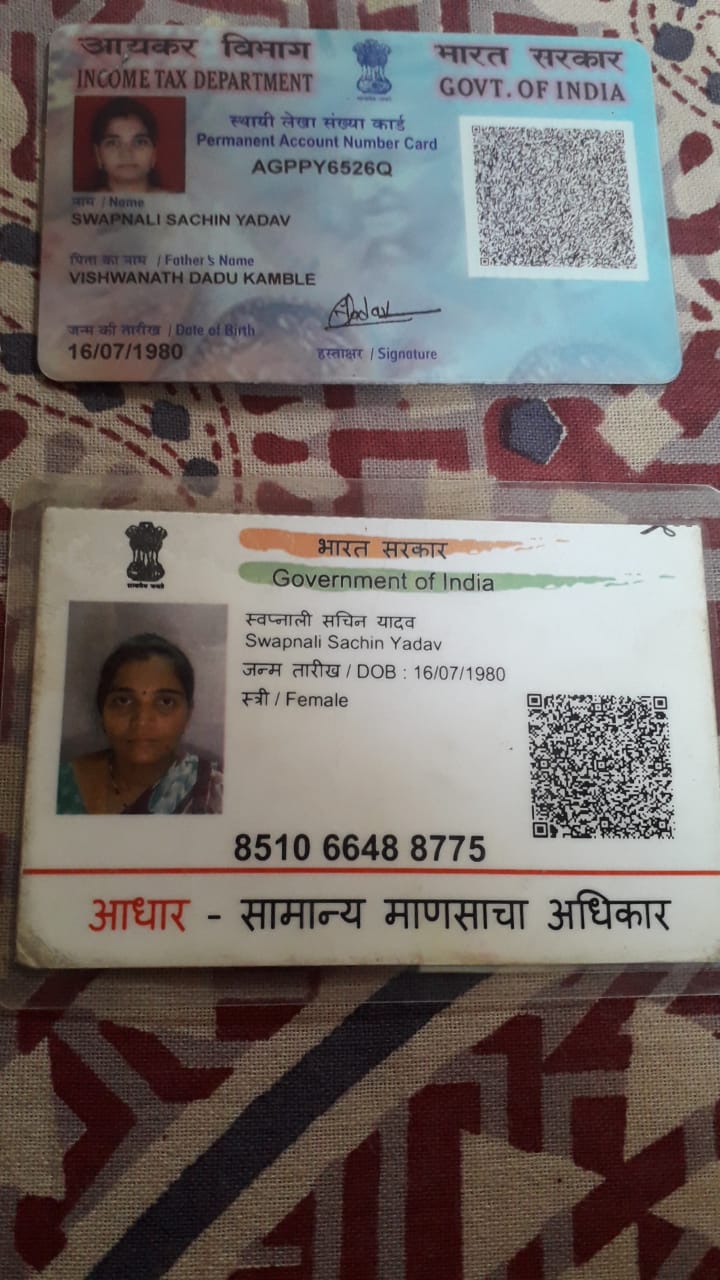 आयकर विभाग
INCOME TAX DEPARTMENT
भारत सरकार
GOVT. OF INDIA
स्थायी लेखा संख्या कार्ड
Permanent Account Number Card
AGPPY6526Q
नाम / Name
SWAPNALI SACHIN YADAV
पिता का नाम / Father's Name
VISHWANATH DADU KAMBLE
जन्म की तारीख / Date of Birth
16/07/1980
हस्ताक्षर / Signature
भारत सरकार
Government of India
स्वप्नाली सचिन यादव
Swapnali Sachin Yadav
जन्म तारीख / DOB : 16/07/1980
स्त्री / Female
8510 6648 8775
आधार - सामान्य माणसाचा अधिकार